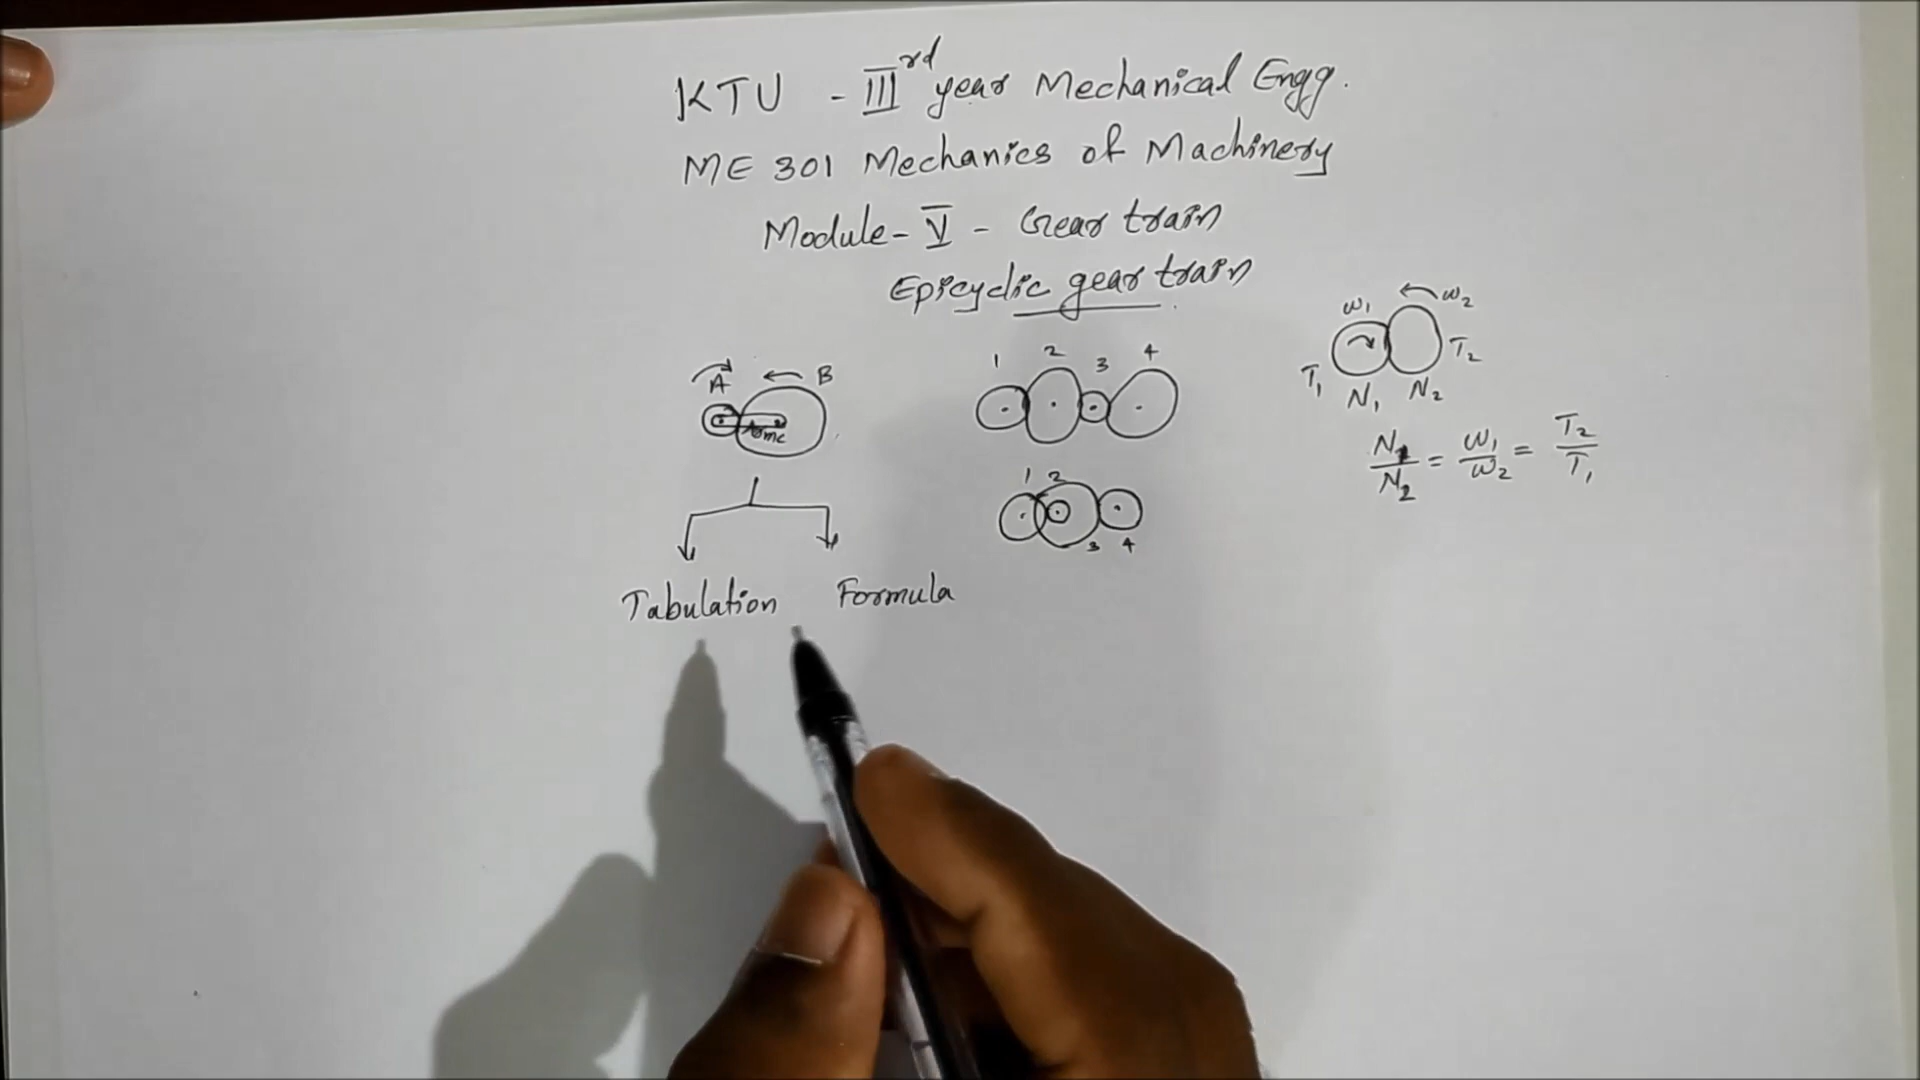 KTU - III rd year Mechanical Engg.
ME 301 Mechanics of Machinery
Module - V - Gear train
Epicyclic gear train
A B
C
1 2 3 4
ω1 ω2
T1 T2
N1 N2
N1/N2 = ω1/ω2 = T2/T1
1 2
3 4
Tabulation Formula